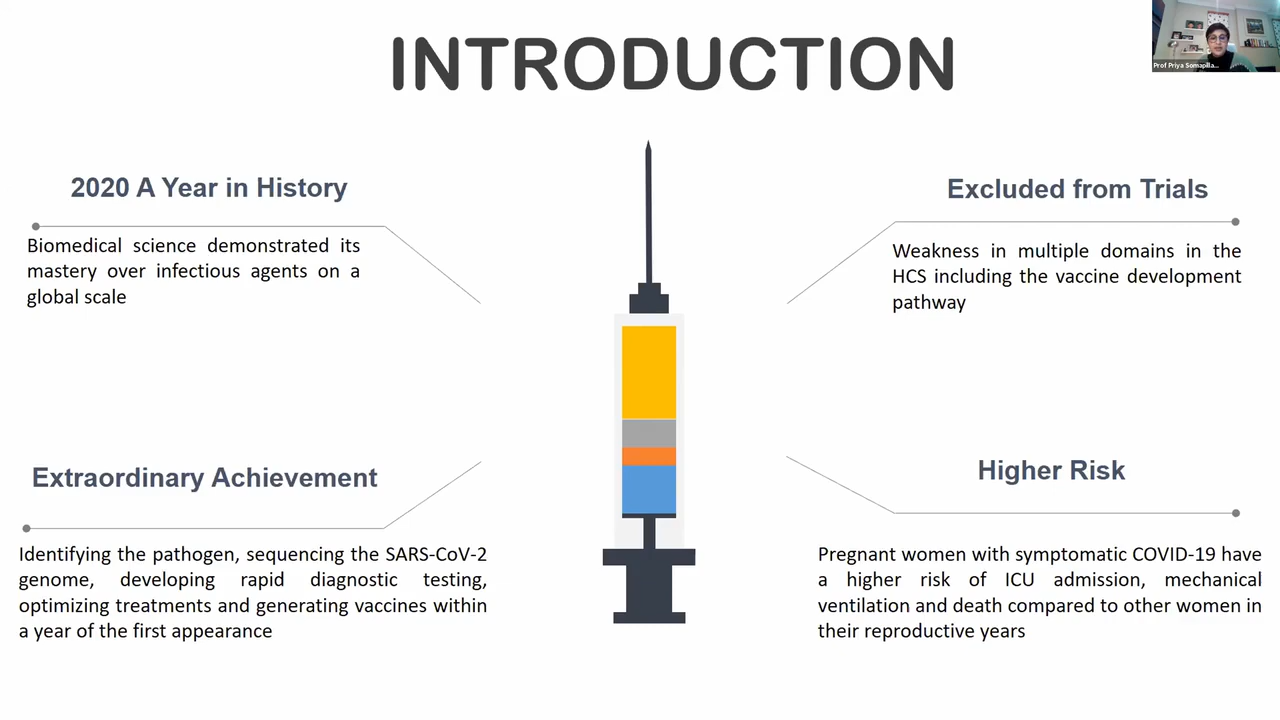 INTRODUCTION
Prof Priya Somapilla...
2020 A Year in History
Biomedical science demonstrated its
mastery over infectious agents on a
global scale
Excluded from Trials
Weakness in multiple domains in the
HCS including the vaccine development
pathway
Extraordinary Achievement
Identifying the pathogen, sequencing the SARS-CoV-2
genome, developing rapid diagnostic testing,
optimizing treatments and generating vaccines within
a year of the first appearance
Higher Risk
Pregnant women with symptomatic COVID-19 have
a higher risk of ICU admission, mechanical
ventilation and death compared to other women in
their reproductive years